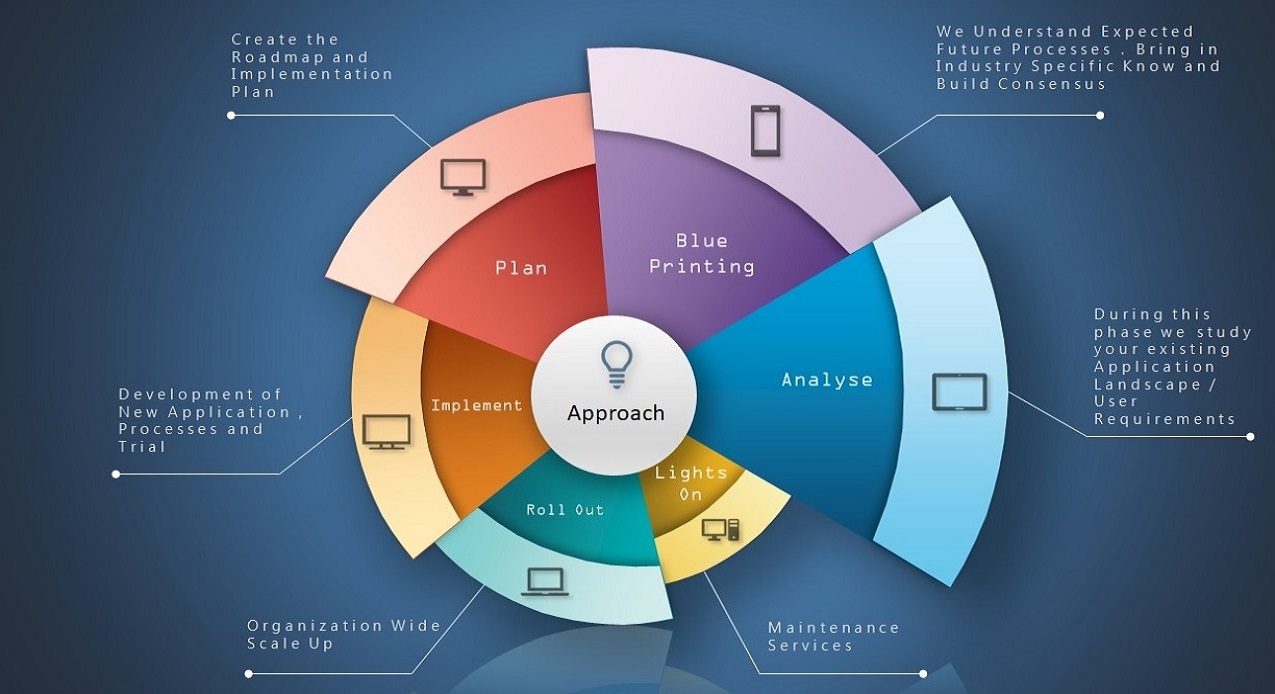 Create the
Roadmap and
Implementation
Plan
We Understand Expected
Future Processes . Bring in
Industry Specific Know and
Build Consensus
Blue
Printing
Plan
During this
phase we study
your existing
Application
Landscape /
User
Requirements
Analyse
Development of
New Application ,
Processes and
Trial
Implement
Approach
Lights
On
Roll Out
Organization Wide
Scale Up
Maintenance
Services